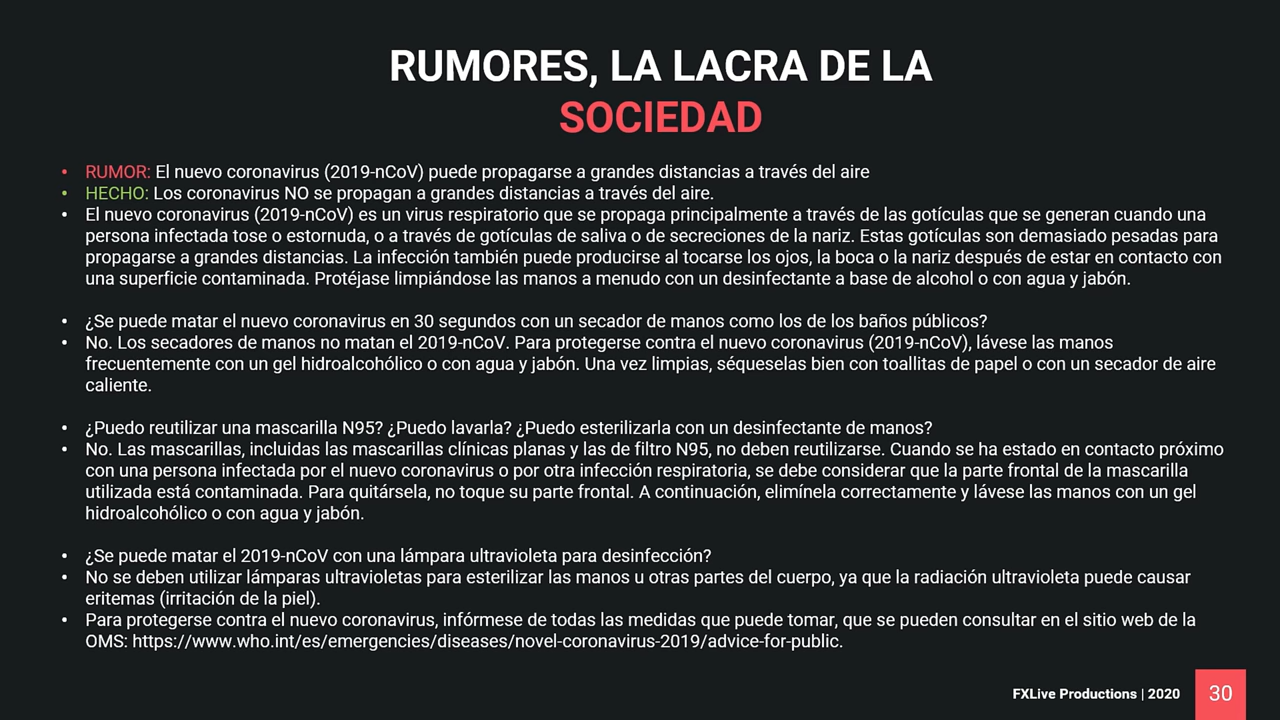 RUMORES, LA LACRA DE LA
SOCIEDAD
• RUMOR: El nuevo coronavirus (2019-nCoV) puede propagarse a grandes distancias a través del aire
• HECHO: Los coronavirus NO se propagan a grandes distancias a través del aire.
• El nuevo coronavirus (2019-nCoV) es un virus respiratorio que se propaga principalmente a través de las gotículas que se generan cuando una
persona infectada tose o estornuda, o a través de gotículas de saliva o de secreciones de la nariz. Estas gotículas son demasiado pesadas para
propagarse a grandes distancias. La infección también puede producirse al tocarse los ojos, la boca o la nariz después de estar en contacto con
una superficie contaminada. Protéjase limpiándose las manos a menudo con un desinfectante a base de alcohol o con agua y jabón.
• ¿Se puede matar el nuevo coronavirus en 30 segundos con un secador de manos como los de los baños públicos?
• No. Los secadores de manos no matan el 2019-nCoV. Para protegerse contra el nuevo coronavirus (2019-nCoV), lávese las manos
frecuentemente con un gel hidroalcohólico o con agua y jabón. Una vez limpias, séqueselas bien con toallitas de papel o con un secador de aire
caliente.
• ¿Puedo reutilizar una mascarilla N95? ¿Puedo lavarla? ¿Puedo esterilizarla con un desinfectante de manos?
• No. Las mascarillas, incluidas las mascarillas clínicas planas y las de filtro N95, no deben reutilizarse. Cuando se ha estado en contacto próximo
con una persona infectada por el nuevo coronavirus o por otra infección respiratoria, se debe considerar que la parte frontal de la mascarilla
utilizada está contaminada. Para quitársela, no toque su parte frontal. A continuación, elimínela correctamente y lávese las manos con un gel
hidroalcohólico o con agua y jabón.
• ¿Se puede matar el 2019-nCoV con una lámpara ultravioleta para desinfección?
• No se deben utilizar lámparas ultravioletas para esterilizar las manos u otras partes del cuerpo, ya que la radiación ultravioleta puede causar
eritemas (irritación de la piel).
• Para protegerse contra el nuevo coronavirus, infórmese de todas las medidas que puede tomar, que se pueden consultar en el sitio web de la
OMS: https://www.who.int/es/emergencies/diseases/novel-coronavirus-2019/advice-for-public.
FXLive Productions | 2020
30